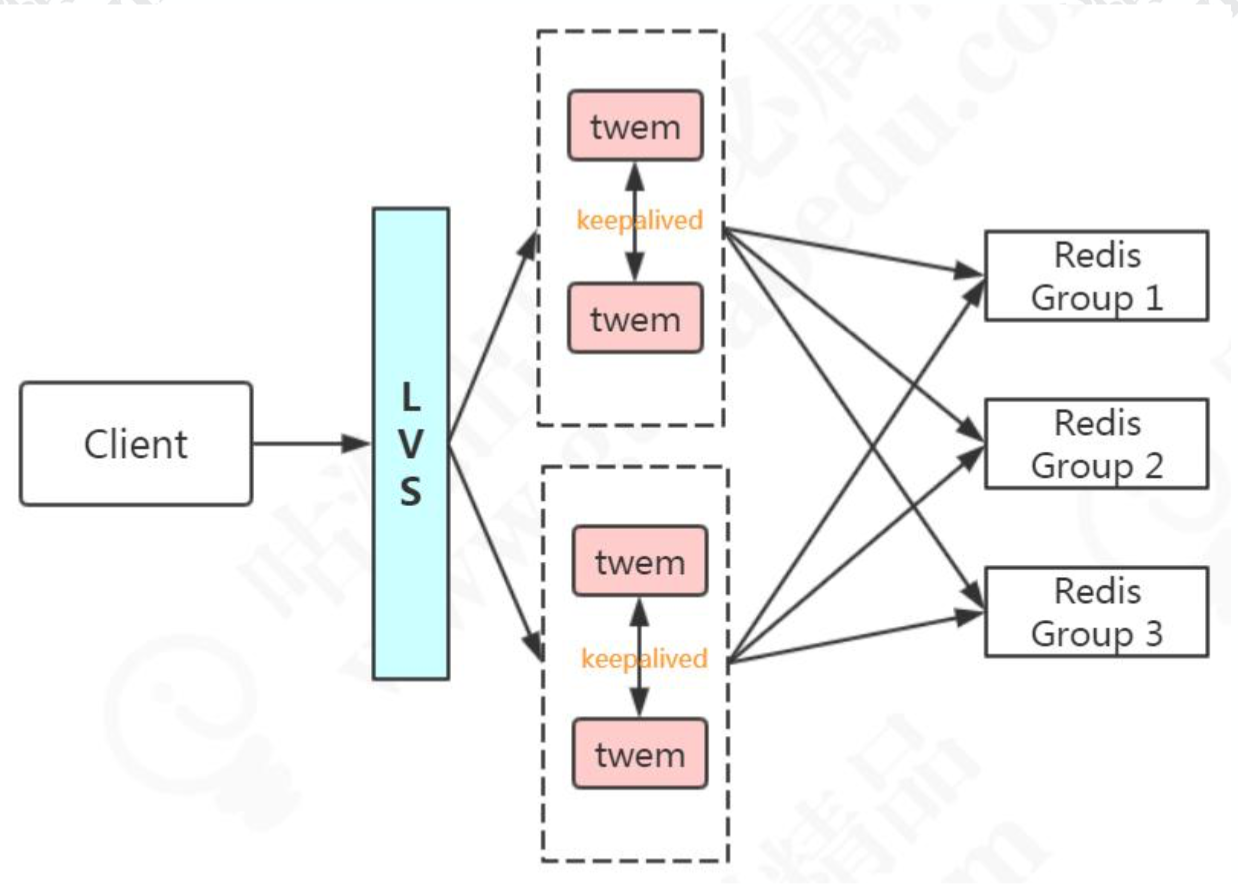 twem
keepalived
twem
Client
L
V
S
twem
keepalived
twem
Redis
Group 1
Redis
Group 2
Redis
Group 3